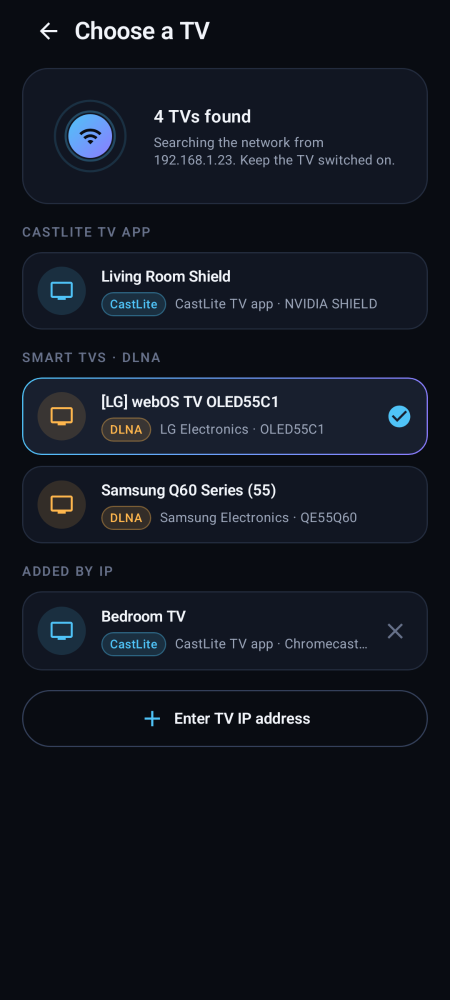 Choose a TV
4 TVs found
Searching the network from
192.168.1.23. Keep the TV switched on.
CASTLITE TV APP
Living Room Shield
CastLite CastLite TV app · NVIDIA SHIELD
SMART TVS · DLNA
[LG] webOS TV OLED55C1
DLNA LG Electronics · OLED55C1
Samsung Q60 Series (55)
DLNA Samsung Electronics · QE55Q60
ADDED BY IP
Bedroom TV
CastLite CastLite TV app · Chromecast…
Enter TV IP address